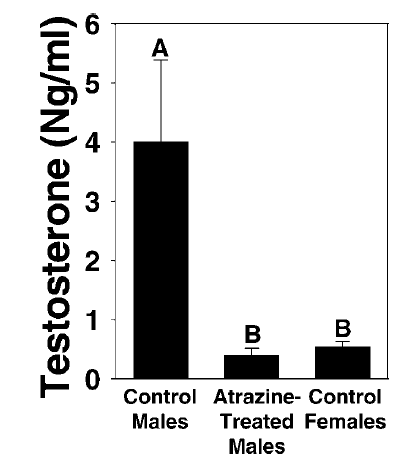 Testosterone (Ng/ml)
6
5
4
3
2
1
0
A
B
B
Control
Males
Atrazine-
Treated
Males
Control
Females